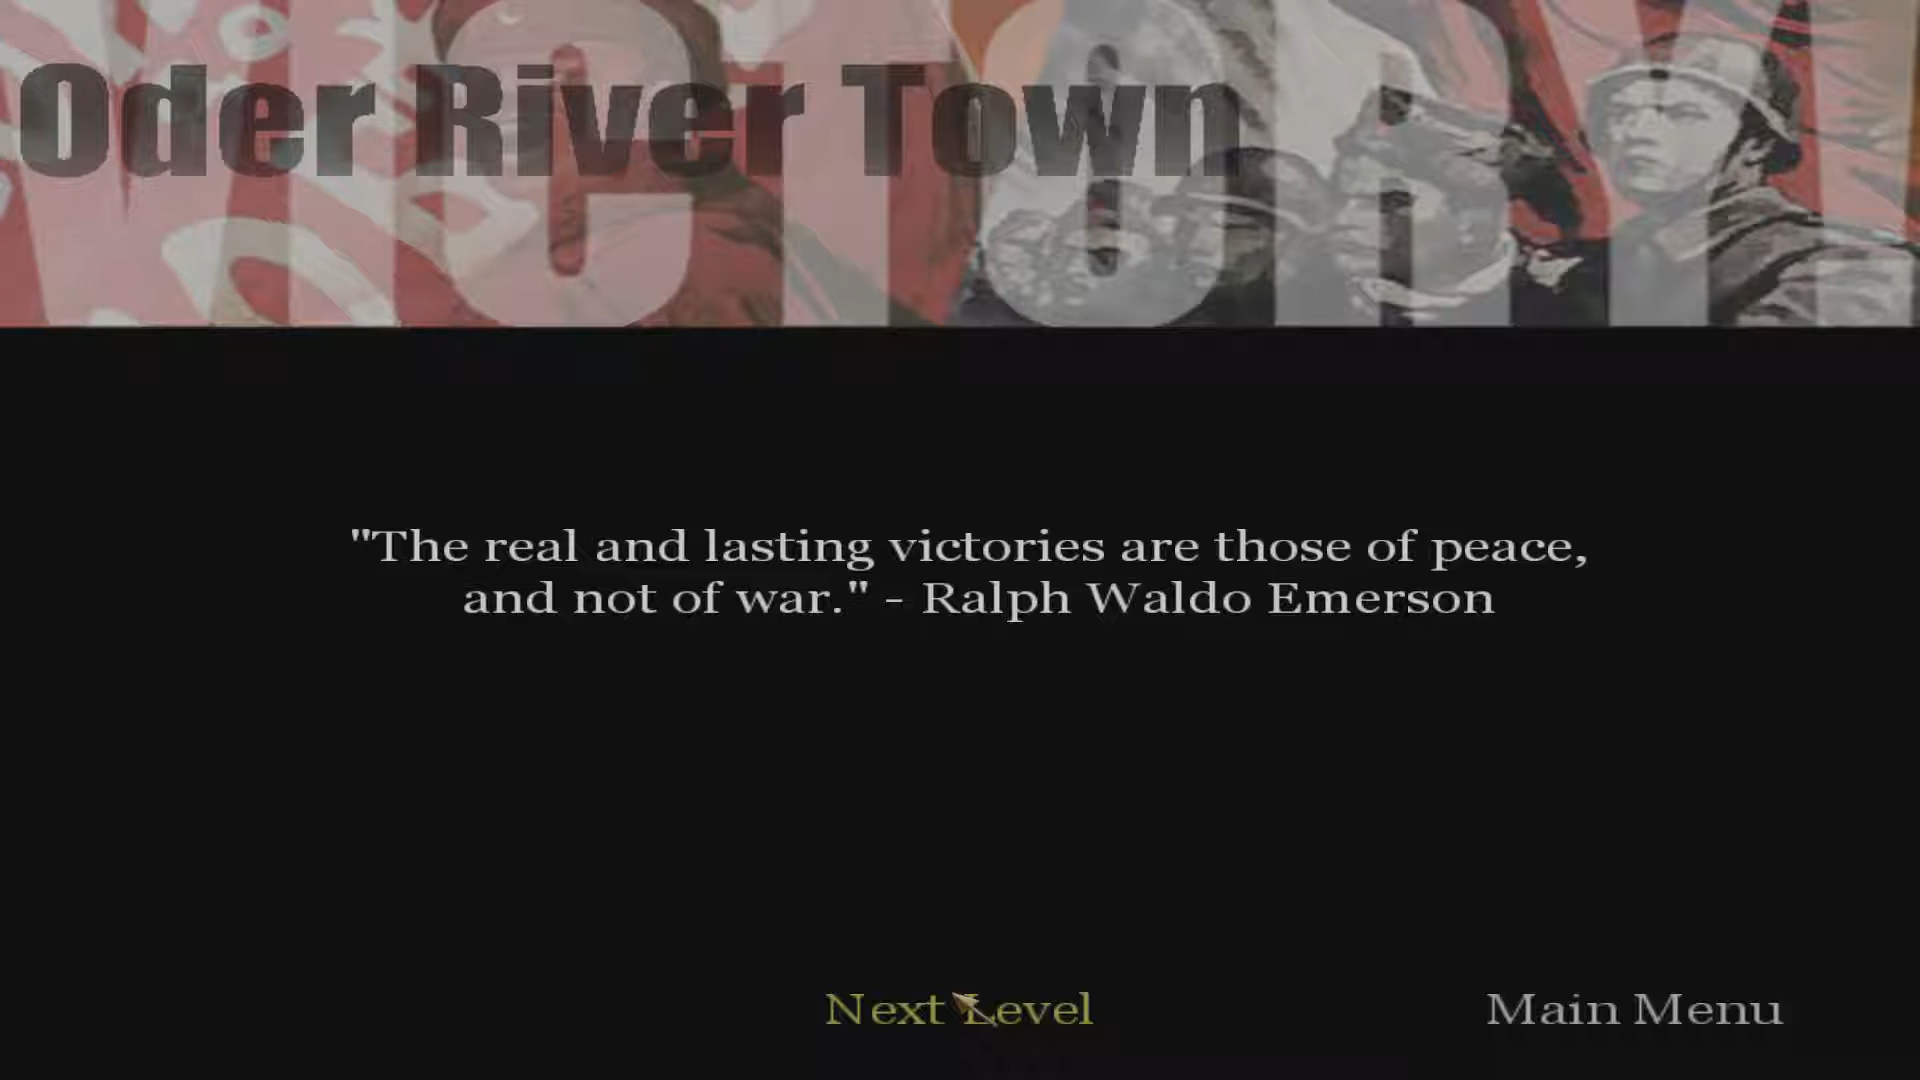 VICTORY
Oder River Town
"The real and lasting victories are those of peace,
and not of war." - Ralph Waldo Emerson
Next Level
Main Menu